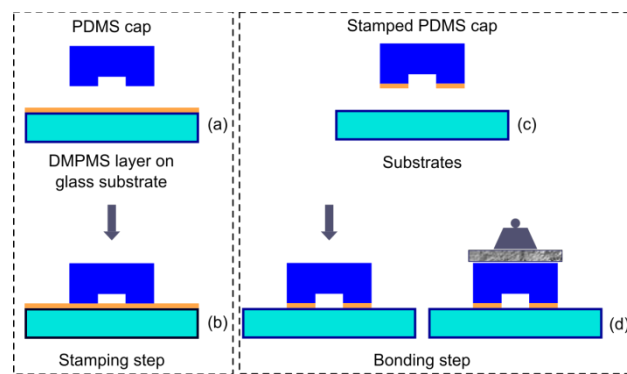 PDMS cap
(a)
DMPMS layer on
glass substrate
(b)
Stamping step
Stamped PDMS cap
(c)
Substrates
(d)
Bonding step